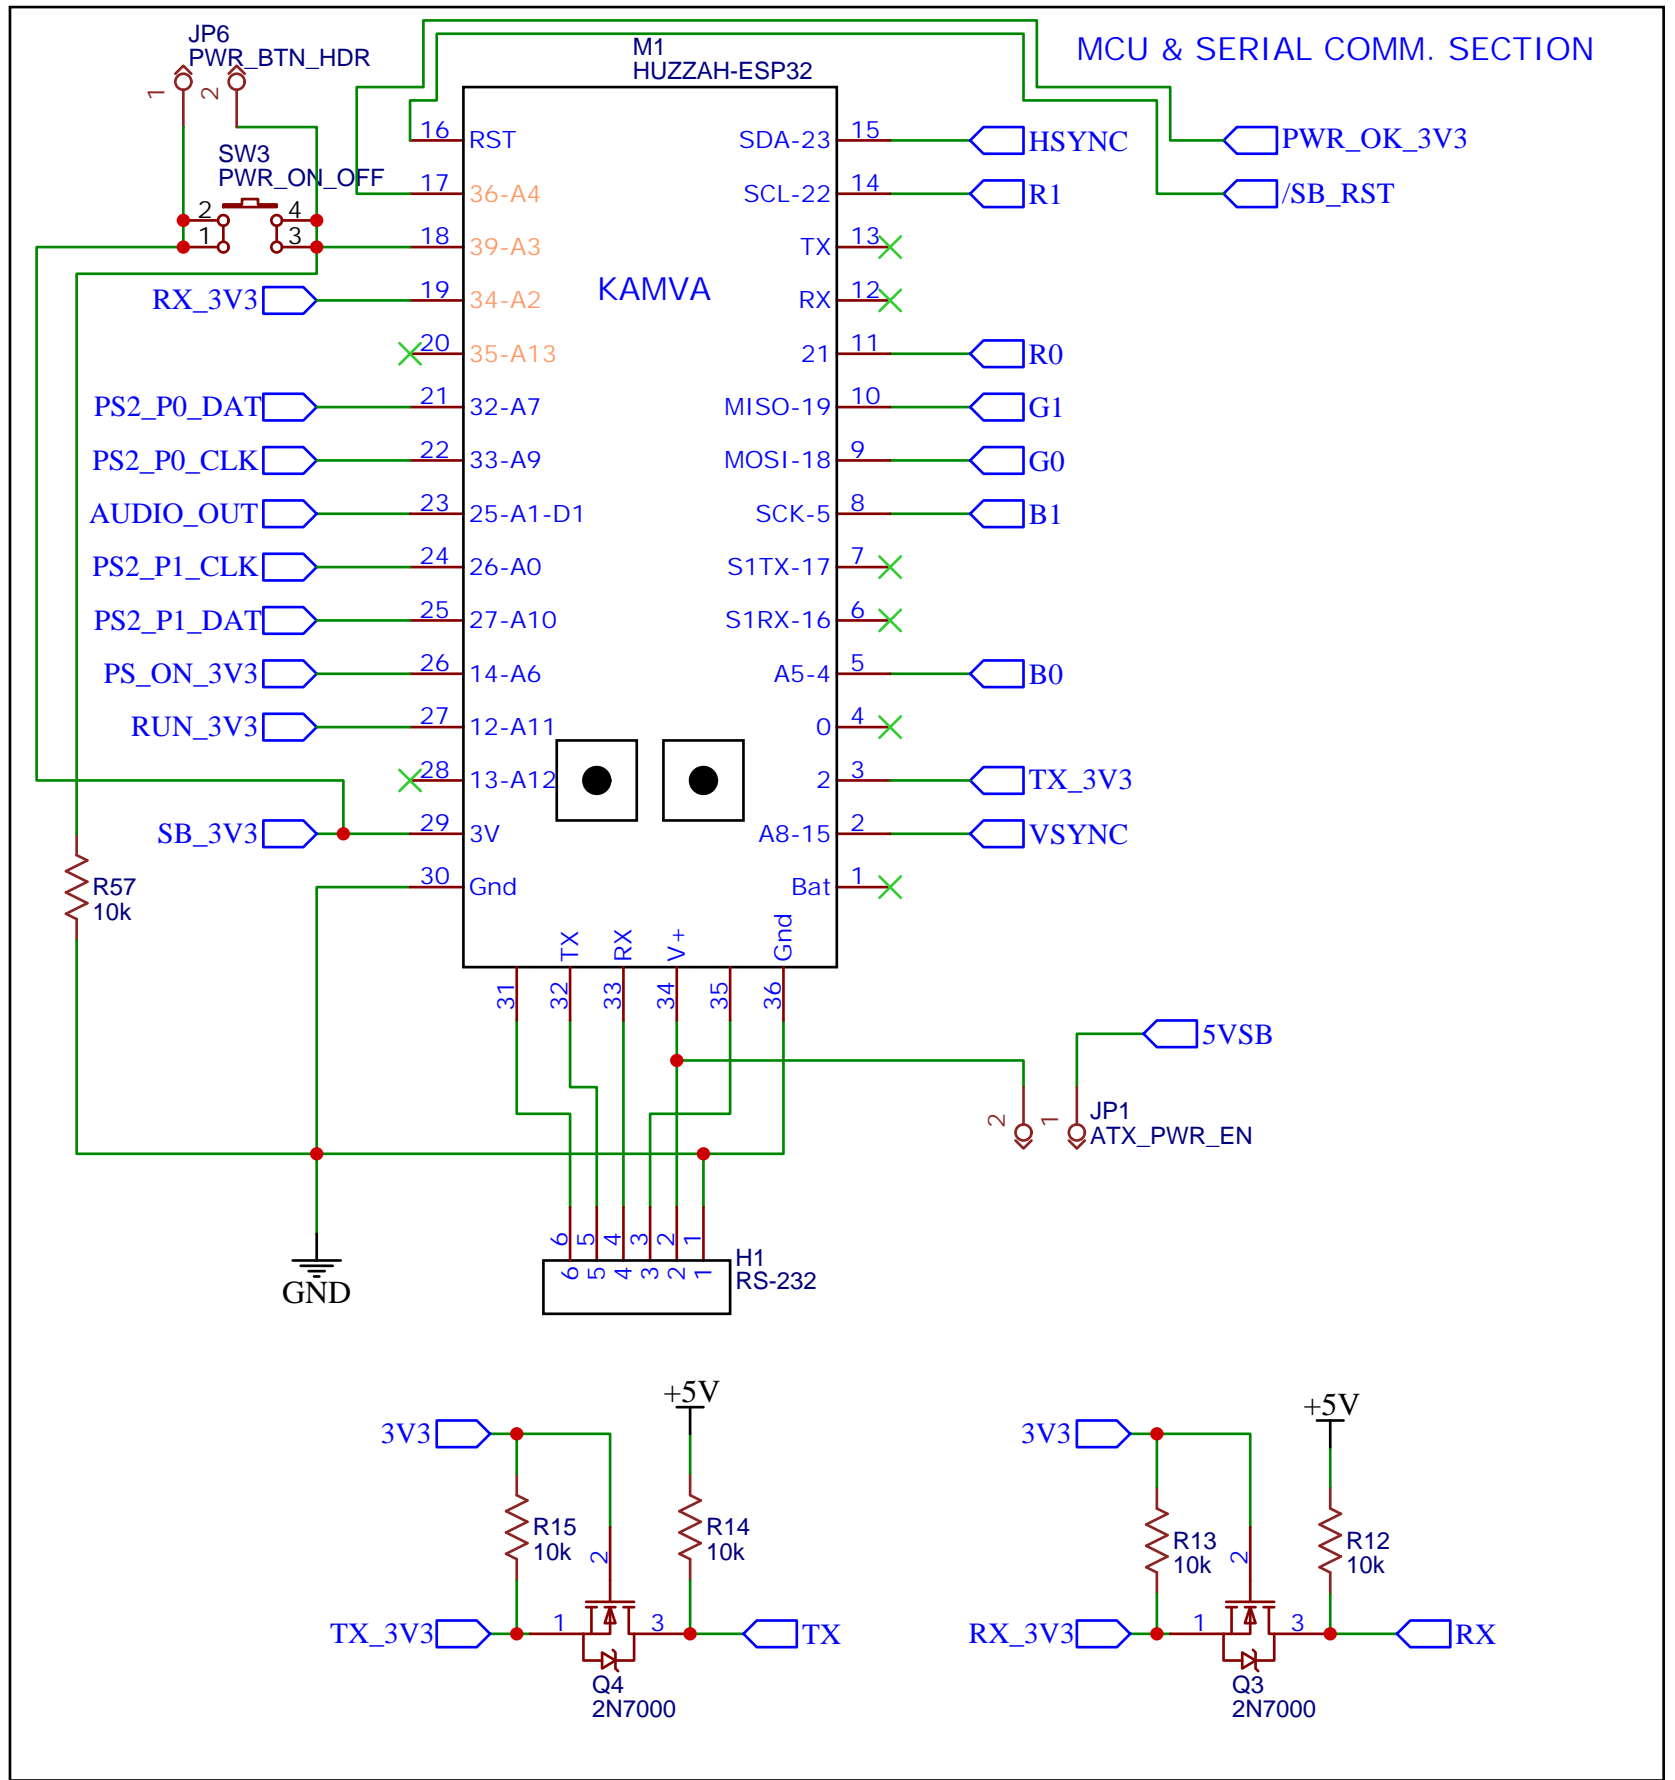 MCU & SERIAL COMM. SECTION
JP6
PWR_BTN_HDR
1
2
SW3
PWR_ON_OFF
2
4
1
3
M1
HUZZAH-ESP32
KAMVA
16 RST
17 36-A4
18 39-A3
RX_3V3 19 34-A2
20 35-A13
PS2_P0_DAT 21 32-A7
PS2_P0_CLK 22 33-A9
AUDIO_OUT 23 25-A1-D1
PS2_P1_CLK 24 26-A0
PS2_P1_DAT 25 27-A10
PS_ON_3V3 26 14-A6
RUN_3V3 27 12-A11
28 13-A12
SB_3V3 29 3V
30 Gnd
SDA-23 15 HSYNC
SCL-22 14 R1
TX 13
RX 12
21 11 R0
MISO-19 10 G1
MOSI-18 9 G0
SCK-5 8 B1
S1TX-17 7
S1RX-16 6
A5-4 5 B0
0 4
2 3 TX_3V3
A8-15 2 VSYNC
Bat 1
PWR_OK_3V3
/SB_RST
R57
10k
TX RX V+ Gnd
31 32 33 34 35 36
5VSB
2 1
JP1
ATX_PWR_EN
6 5 4 3 2 1
6 5 4 3 2 1
H1
RS-232
GND
3V3
+5V
R15
10k
R14
10k
2
TX_3V3 1 3 TX
Q4
2N7000
3V3
+5V
R13
10k
R12
10k
2
RX_3V3 1 3 RX
Q3
2N7000